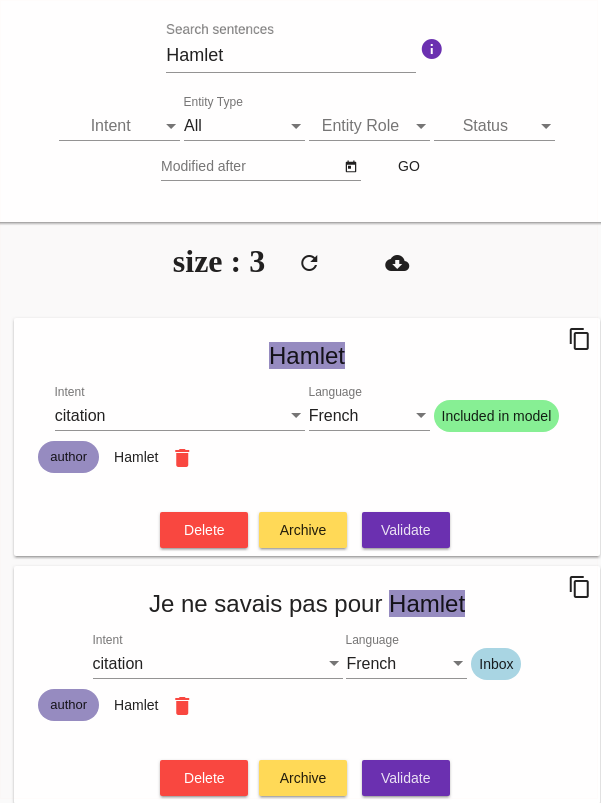 Search sentences
Hamlet
Entity Type
Intent All Entity Role Status
Modified after GO
size : 3
Hamlet
Intent Language
citation French Included in model
author Hamlet
Delete Archive Validate
Je ne savais pas pour Hamlet
Intent Language
citation French Inbox
author Hamlet
Delete Archive Validate